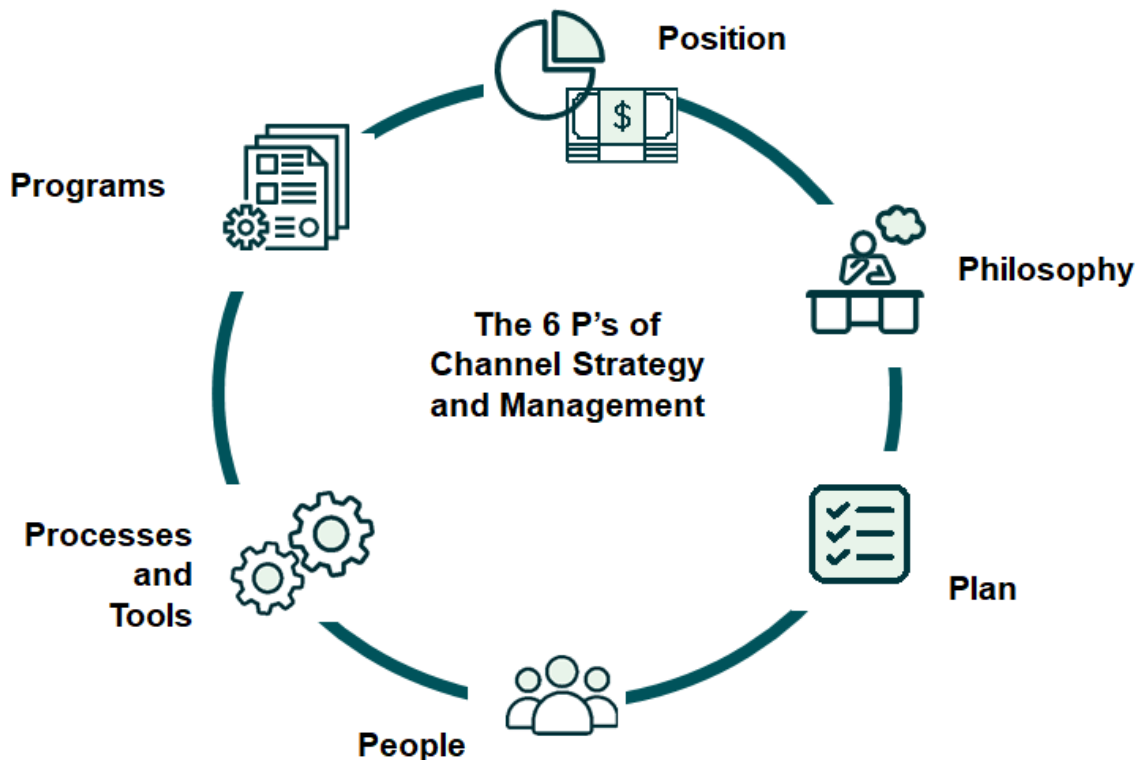 Position
Programs
Philosophy
The 6 P's of
Channel Strategy
and Management
$
Processes
and
Tools
Plan
People